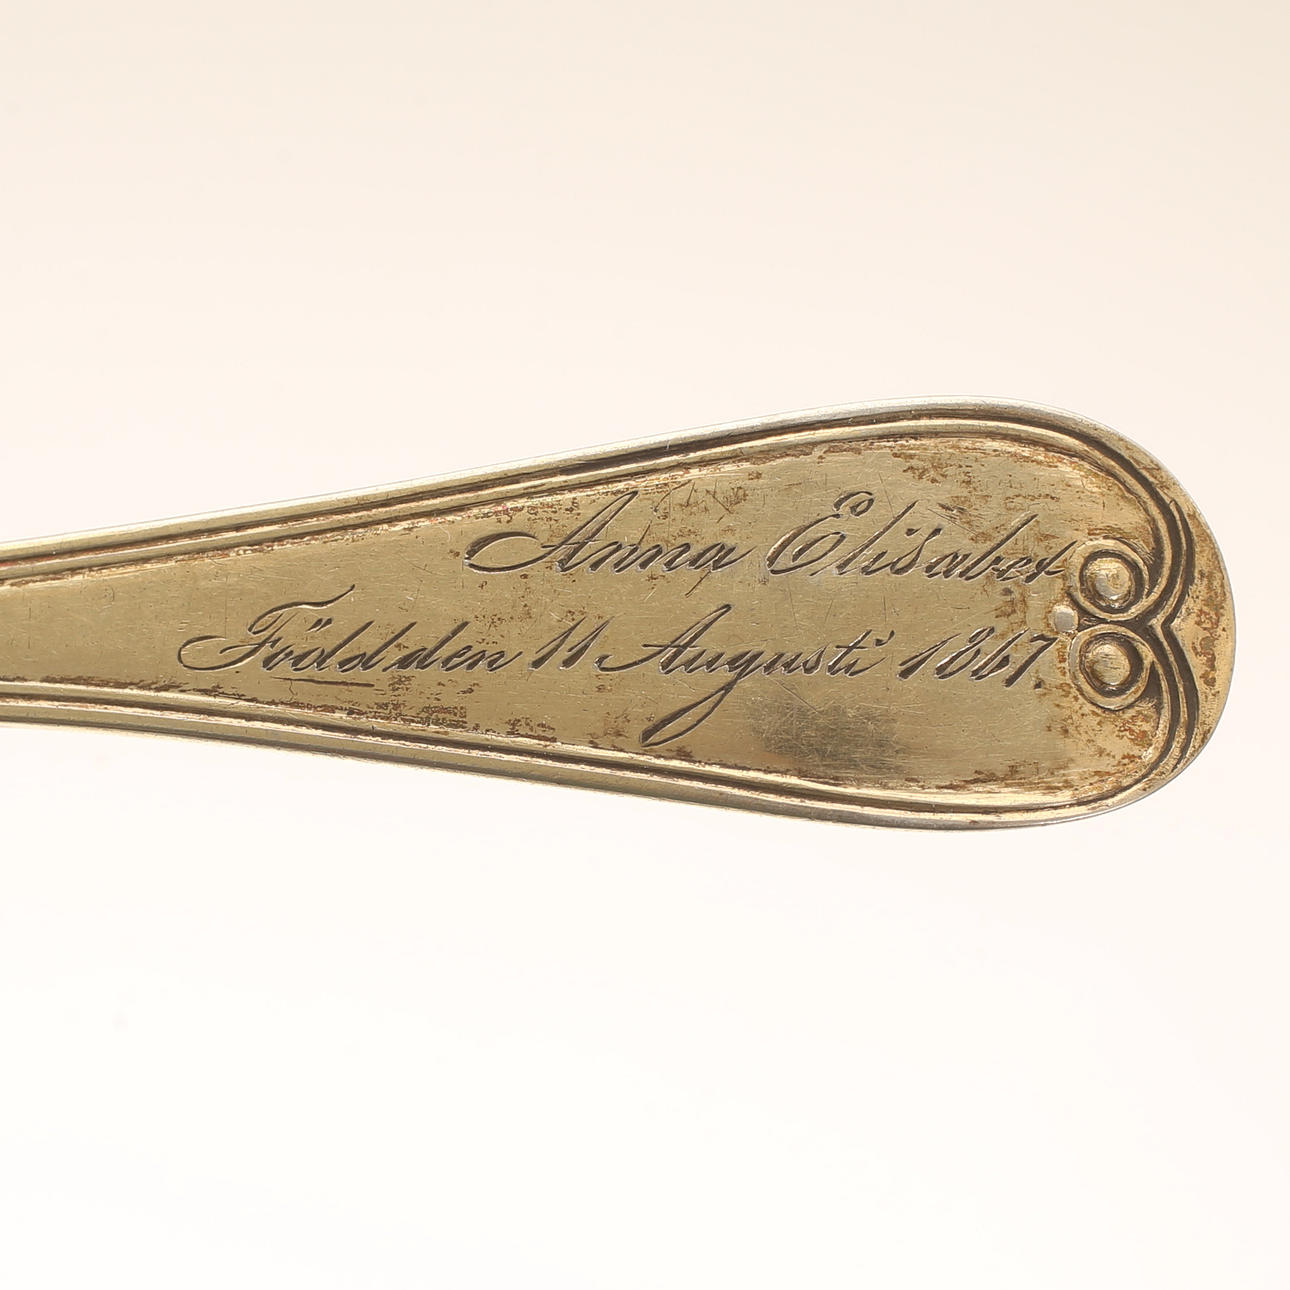 Anna Elisabet
Född den 11 Augusti 1867